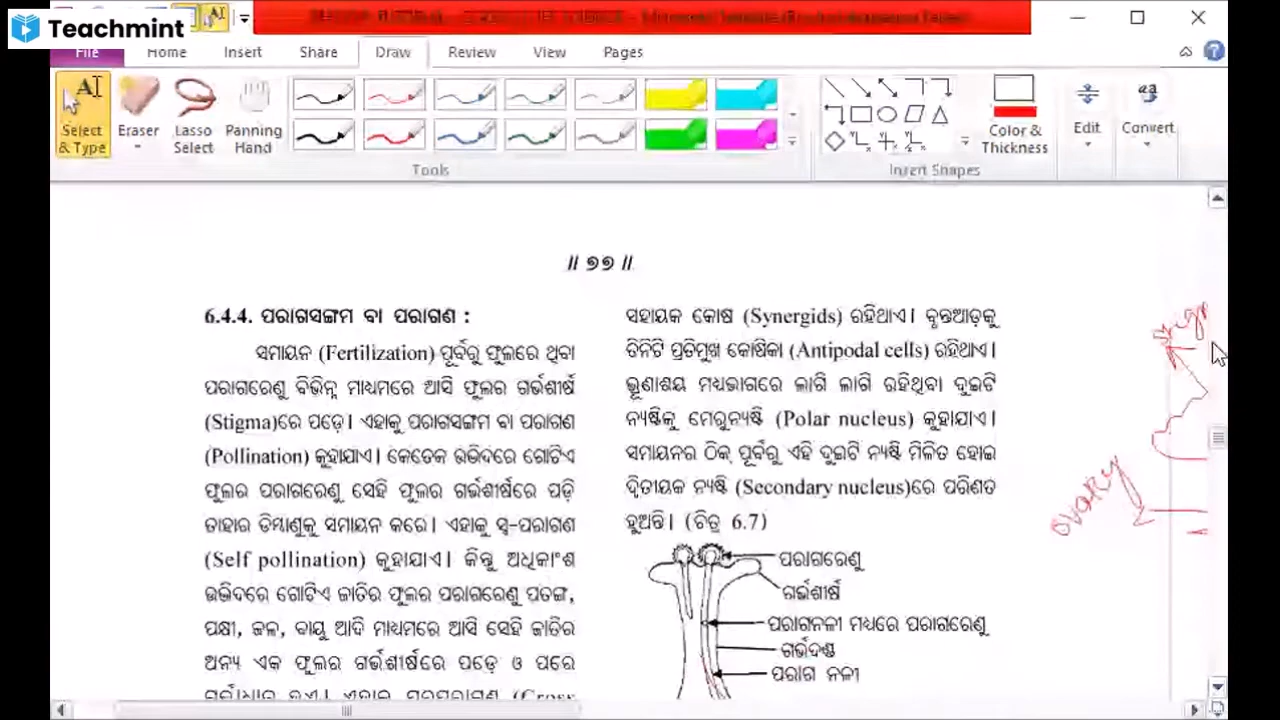 Teachmint
File Home Insert Share Draw Review View Pages
Select & Type
Eraser
Lasso Select
Panning Hand
Color & Thickness
Edit
Convert
Tools
Insert Shapes
॥ ୭୭ ॥
6.4.4. ପରାଗସଙ୍ଗମ ବା ପରାଗଣ :
ସମାୟନ (Fertilization) ପୂର୍ବରୁ ଫୁଲରେ ଥିବା
ପରାଗରେଣୁ ବିଭିନ୍ନ ମାଧ୍ୟମରେ ଆସି ଫୁଲର ଗର୍ଭଶୀର୍ଷ
(Stigma)ରେ ପଡ଼େ। ଏହାକୁ ପରାଗସଙ୍ଗମ ବା ପରାଗଣ
(Pollination) କୁହାଯାଏ। କେତେକ ଉଦ୍ଭିଦରେ ଗୋଟିଏ
ଫୁଲର ପରାଗରେଣୁ ସେହି ଫୁଲର ଗର୍ଭଶୀର୍ଷରେ ପଡ଼ି
ତାହାର ଡିମ୍ବାଣୁକୁ ସମାୟନ କରେ। ଏହାକୁ ସ୍ୱ-ପରାଗଣ
(Self pollination) କୁହାଯାଏ। କିନ୍ତୁ ଅଧିକାଂଶ
ଉଦ୍ଭିଦରେ ଗୋଟିଏ ଜାତିର ଫୁଲର ପରାଗରେଣୁ ପତଙ୍ଗ,
ପକ୍ଷୀ, ଜଳ, ବାୟୁ ଆଦି ମାଧ୍ୟମରେ ଆସି ସେହି ଜାତିର
ଅନ୍ୟ ଏକ ଫୁଲର ଗର୍ଭଶୀର୍ଷରେ ପଡ଼େ ଓ ପରେ
ଗର୍ଭାଧାନ ହୁଏ। ଏହାକୁ ପରପରାଗଣ (Cross
ସହାୟକ କୋଷ (Synergids) ରହିଥାଏ। ବୃନ୍ତଆଡ଼କୁ
ତିନିଟି ପ୍ରତିମୁଖ କୋଷିକା (Antipodal cells) ରହିଥାଏ।
ଭ୍ରୂଣାଶୟ ମଧ୍ୟଭାଗରେ ଲାଗି ଲାଗି ରହିଥିବା ଦୁଇଟି
ନ୍ୟଷ୍ଟିକୁ ମେରୁନ୍ୟଷ୍ଟି (Polar nucleus) କୁହାଯାଏ।
ସମାୟନର ଠିକ୍ ପୂର୍ବରୁ ଏହି ଦୁଇଟି ନ୍ୟଷ୍ଟି ମିଳିତ ହୋଇ
ଦ୍ୱିତୀୟକ ନ୍ୟଷ୍ଟି (Secondary nucleus)ରେ ପରିଣତ
ହୁଅନ୍ତି। (ଚିତ୍ର 6.7)
ପରାଗରେଣୁ
ଗର୍ଭଶୀର୍ଷ
ପରାଗନଳୀ ମଧ୍ୟରେ ପରାଗରେଣୁ
ଗର୍ଭଦଣ୍ଡ
ପରାଗ ନଳୀ
ovary